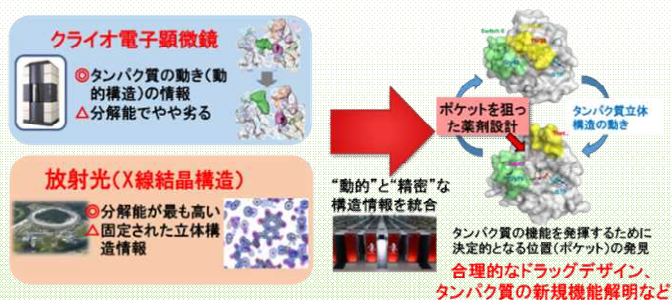 クライオ電子顕微鏡
◎タンパク質の動き(動
的構造)の情報
△分解能でやや劣る
放射光(X線結晶構造)
◎分解能が最も高い
△固定された立体構
造情報
“動的”と“精密”な
構造情報を統合
ポケットを狙っ
た薬剤設計
タンパク質立体
構造の動き
タンパク質の機能を発揮するために
決定的となる位置(ポケット)の発見
合理的なドラッグデザイン、
タンパク質の新規機能解明など